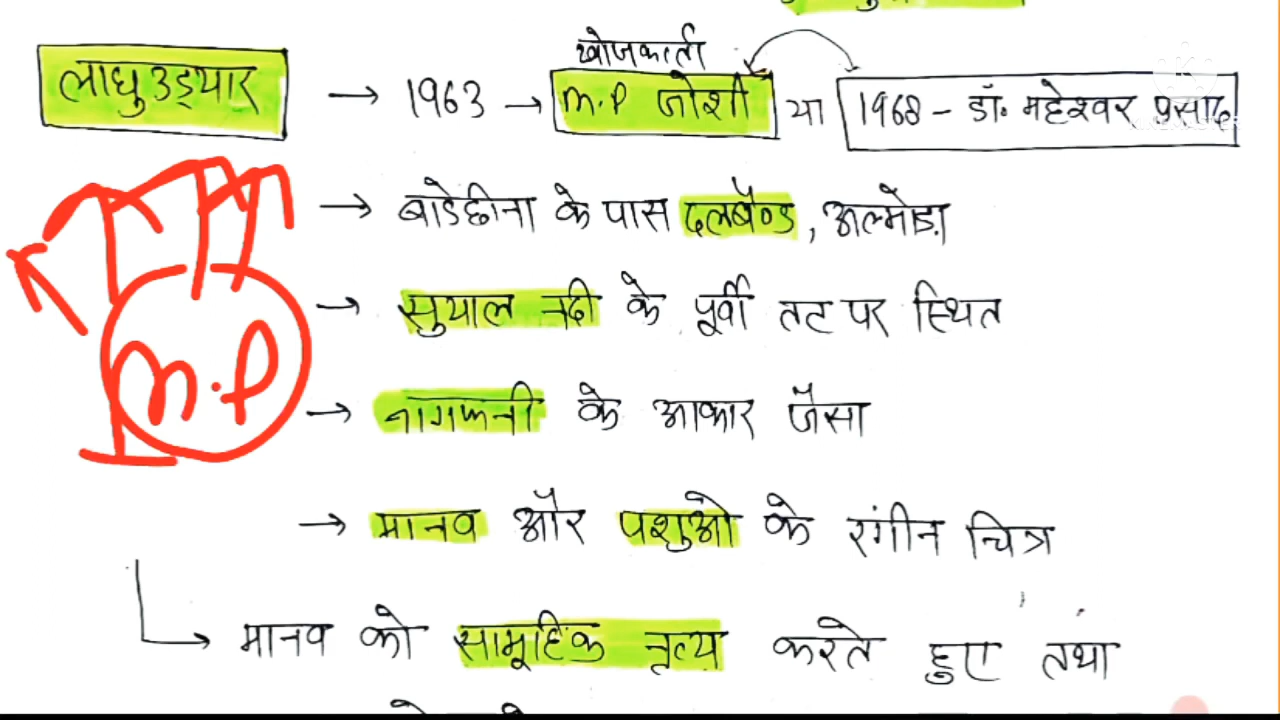 खोजकर्ता
लाघु उड्यार → 1963 → M.P जोशी या 1968 - डॉ. महेश्वर प्रसाद
→ बाडेछीना के पास दलबैण्ड, अल्मोड़ा
→ सुयाल नदी के पूर्वी तट पर स्थित
M.P
→ नागफनी के आकार जैसा
→ मानव और पशुओ के रंगीन चित्र
→ मानव को सामूहिक नृत्य करते हुए तथा